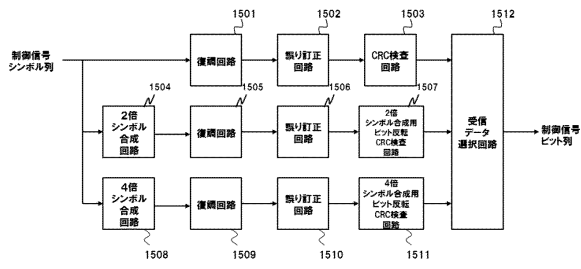 1501
1502
1503
1512
制御信号
シンボル列
復調回路
誤り訂正
回路
CRC検査
回路
1504
1505
1506
1507
2倍
シンボル
合成
回路
復調回路
誤り訂正
回路
2倍
シンボル合成用
ビット反転
CRC検査
回路
受信
データ
選択回路
制御信号
ビット列
4倍
シンボル
合成
回路
復調回路
誤り訂正
回路
4倍
シンボル合成用
ビット反転
CRC検査
回路
1508
1509
1510
1511